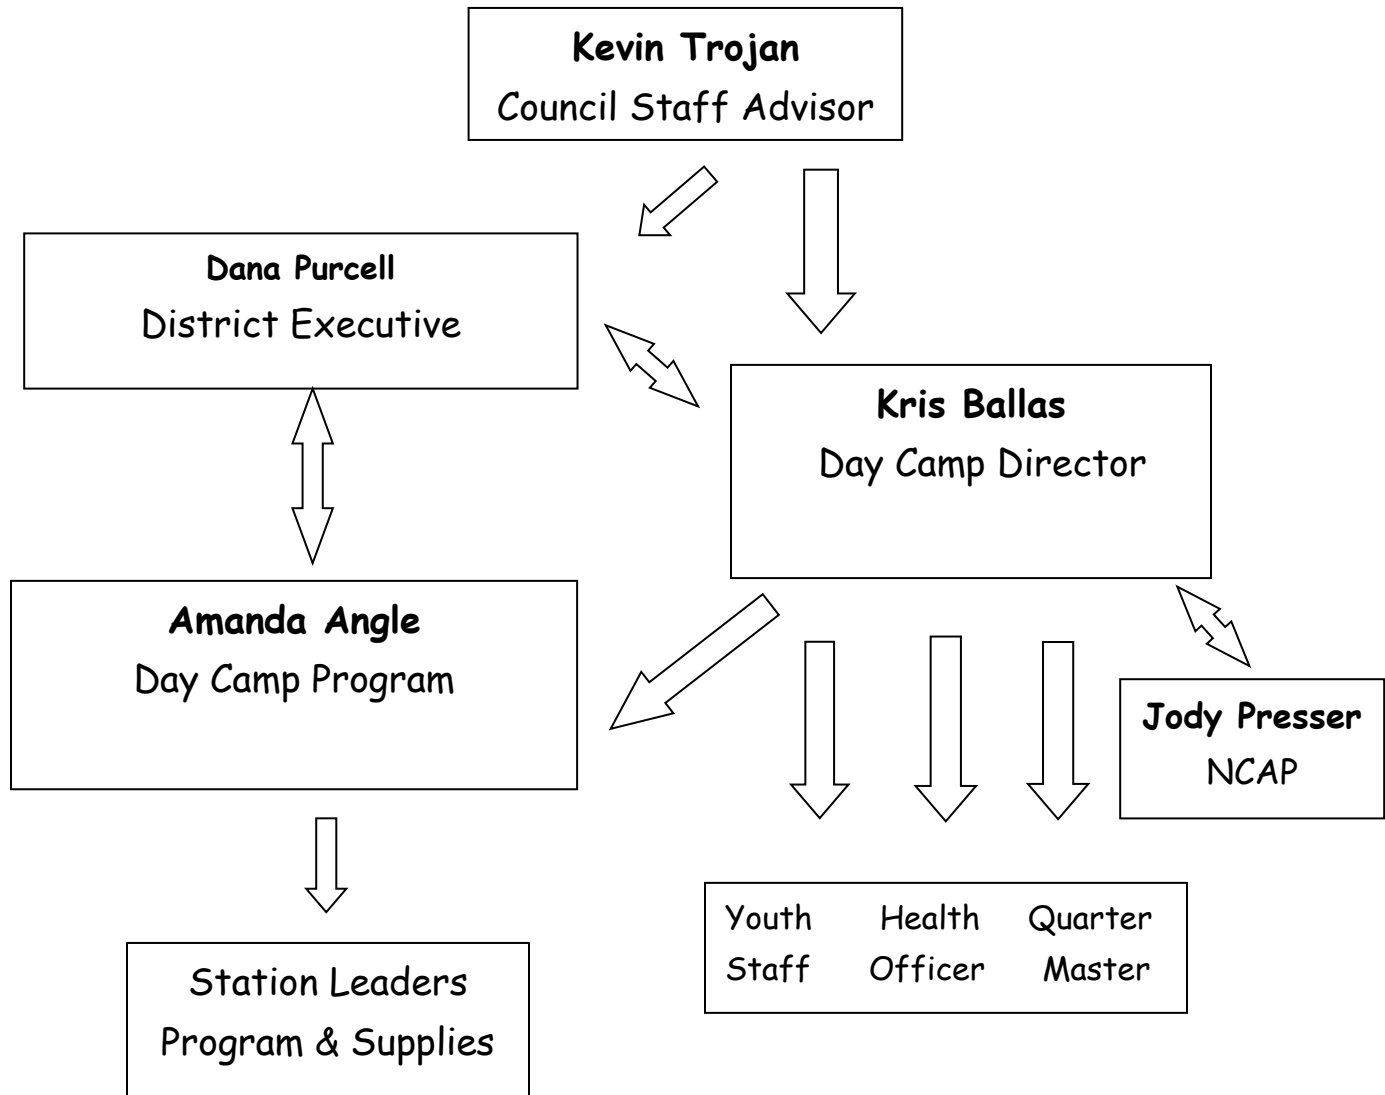 Kevin Trojan
Council Staff Advisor
Dana Purcell
District Executive
Kris Ballas
Day Camp Director
Amanda Angle
Day Camp Program
Jody Presser
NCAP
Youth Health Quarter
Staff Officer Master
Station Leaders
Program & Supplies